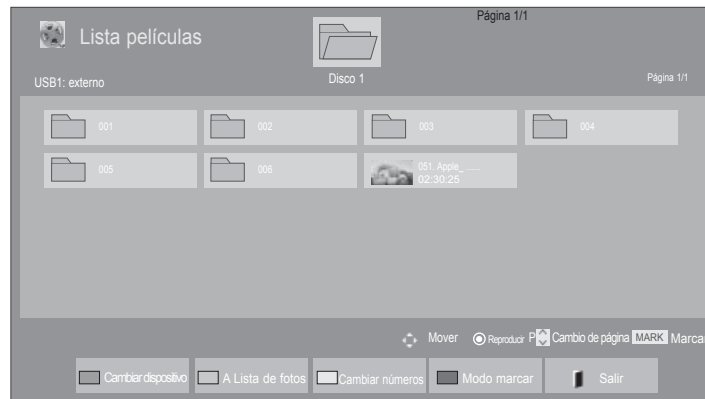 Página 1/1
Lista películas
USB1: externo
Disco 1
Página 1/1
001
002
003
004
005
006
051. Apple_ ......
02:30:25
Mover
Reproducir
P
Cambio de página
MARK
Marca
Cambiar dispositivo
A Lista de fotos
Cambiar números
Modo marcar
Salir